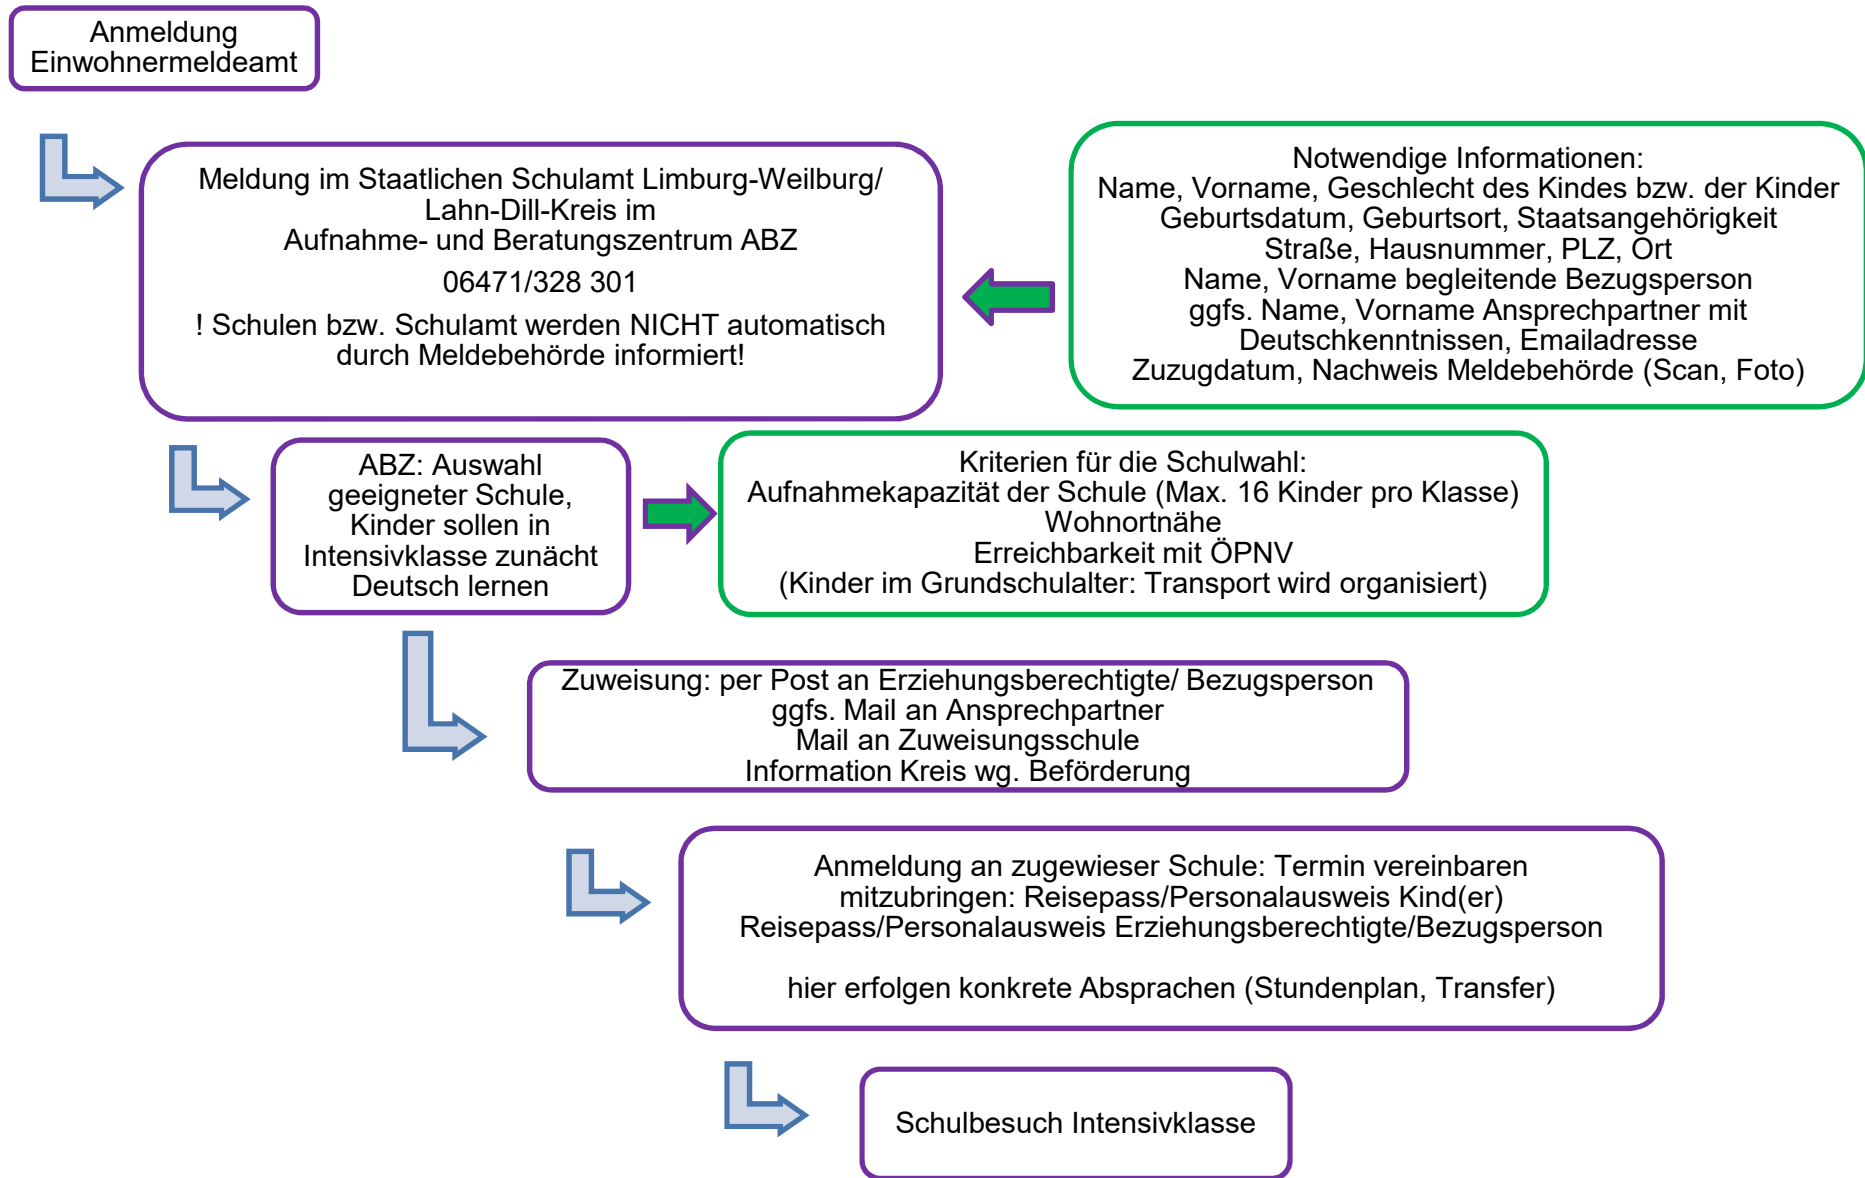 Anmeldung
Einwohnermeldeamt
Meldung im Staatlichen Schulamt Limburg-Weilburg/
Lahn-Dill-Kreis im
Aufnahme- und Beratungszentrum ABZ
06471/328 301
! Schulen bzw. Schulamt werden NICHT automatisch
durch Meldebehörde informiert!
Notwendige Informationen:
Name, Vorname, Geschlecht des Kindes bzw. der Kinder
Geburtsdatum, Geburtsort, Staatsangehörigkeit
Straße, Hausnummer, PLZ, Ort
Name, Vorname begleitende Bezugsperson
ggfs. Name, Vorname Ansprechpartner mit
Deutschkenntnissen, Emailadresse
Zuzugdatum, Nachweis Meldebehörde (Scan, Foto)
ABZ: Auswahl
geeigneter Schule,
Kinder sollen in
Intensivklasse zunächt
Deutsch lernen
Kriterien für die Schulwahl:
Aufnahmekapazität der Schule (Max. 16 Kinder pro Klasse)
Wohnortnähe
Erreichbarkeit mit ÖPNV
(Kinder im Grundschulalter: Transport wird organisiert)
Zuweisung: per Post an Erziehungsberechtigte/ Bezugsperson
ggfs. Mail an Ansprechpartner
Mail an Zuweisungsschule
Information Kreis wg. Beförderung
Anmeldung an zugewieser Schule: Termin vereinbaren
mitzubringen: Reisepass/Personalausweis Kind(er)
Reisepass/Personalausweis Erziehungsberechtigte/Bezugsperson
hier erfolgen konkrete Absprachen (Stundenplan, Transfer)
Schulbesuch Intensivklasse